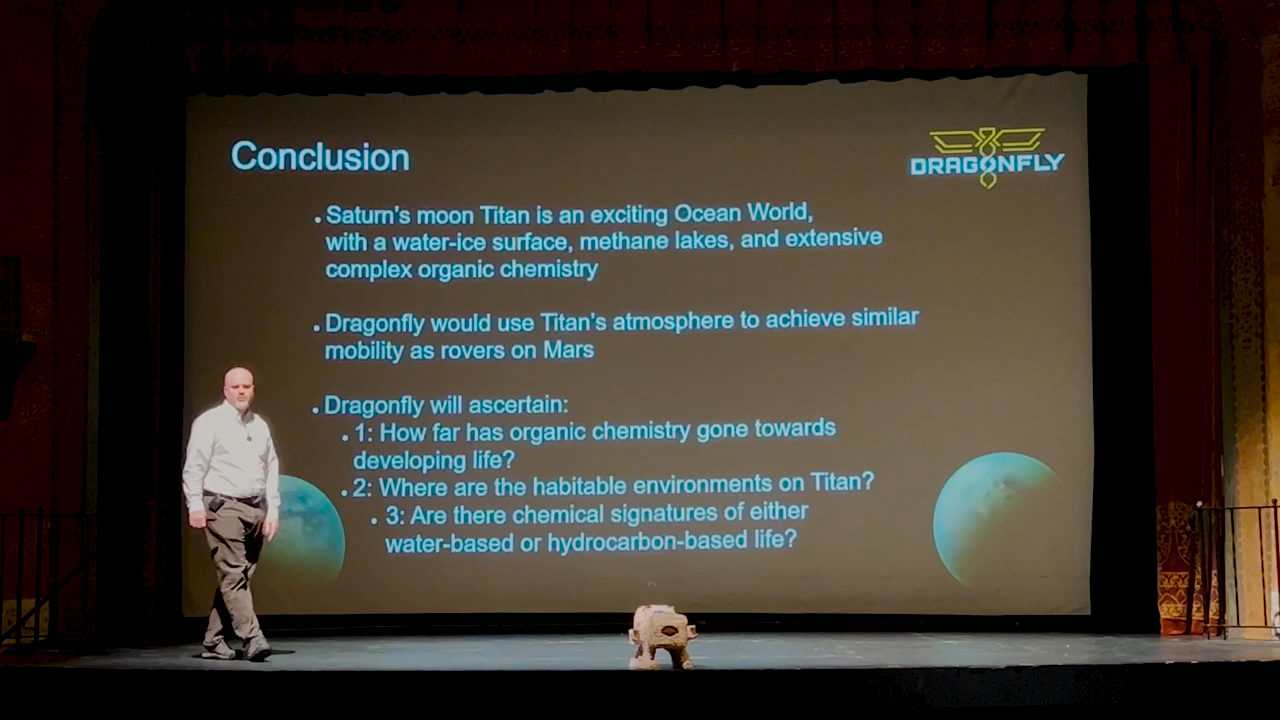 Conclusion
DRAGONFLY
. Saturn's moon Titan is an exciting Ocean World,
with a water-ice surface, methane lakes, and extensive
complex organic chemistry
. Dragonfly would use Titan's atmosphere to achieve similar
mobility as rovers on Mars
. Dragonfly will ascertain:
. 1: How far has organic chemistry gone towards
developing life?
. 2: Where are the habitable environments on Titan?
. 3: Are there chemical signatures of either
water-based or hydrocarbon-based life?